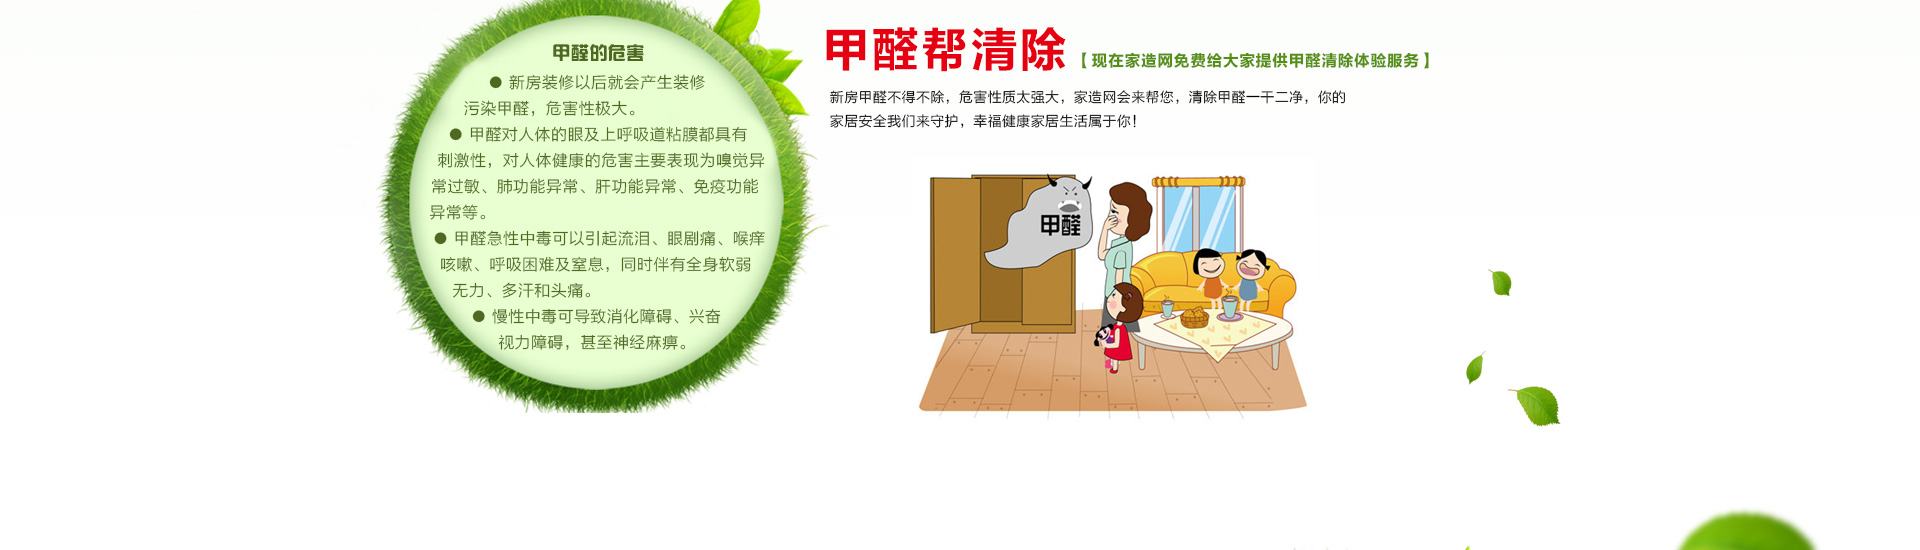 甲醛的危害
● 新房装修以后就会产生装修
污染甲醛，危害性极大。
● 甲醛对人体的眼及上呼吸道粘膜都具有
刺激性，对人体健康的危害主要表现为嗅觉异
常过敏、肺功能异常、肝功能异常、免疫功能
异常等。
● 甲醛急性中毒可以引起流泪、眼剧痛、喉痒
咳嗽、呼吸困难及窒息，同时伴有全身软弱
无力、多汗和头痛。
● 慢性中毒可导致消化障碍、兴奋
视力障碍，甚至神经麻痹。
甲醛帮清除【现在家造网免费给大家提供甲醛清除体验服务】
新房甲醛不得不除，危害性质太强大，家造网会来帮您，清除甲醛一干二净，你的
家居安全我们来守护，幸福健康家居生活属于你！
甲醛